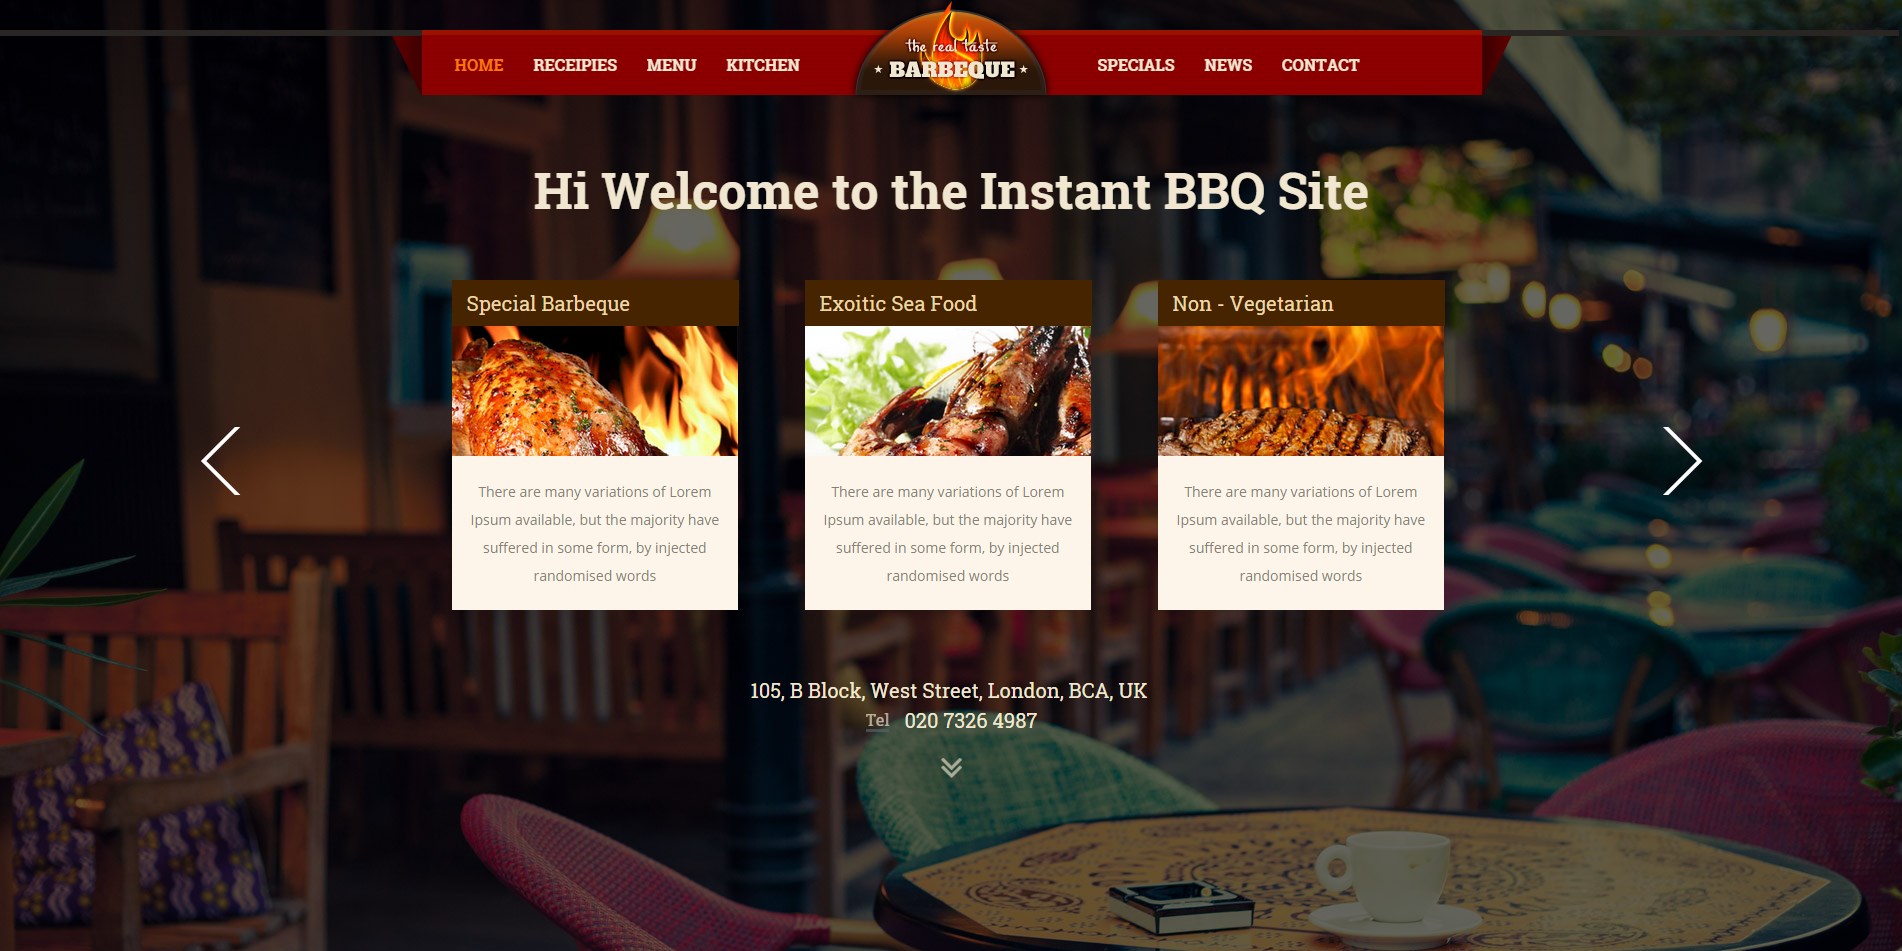 HOME RECEIPIES MENU KITCHEN
the real taste
BARBEQUE
SPECIALS NEWS CONTACT
Hi Welcome to the Instant BBQ Site
Special Barbeque
There are many variations of Lorem
Ipsum available, but the majority have
suffered in some form, by injected
randomised words
Exoitic Sea Food
There are many variations of Lorem
Ipsum available, but the majority have
suffered in some form, by injected
randomised words
Non - Vegetarian
There are many variations of Lorem
Ipsum available, but the majority have
suffered in some form, by injected
randomised words
105, B Block, West Street, London, BCA, UK
Tel 020 7326 4987